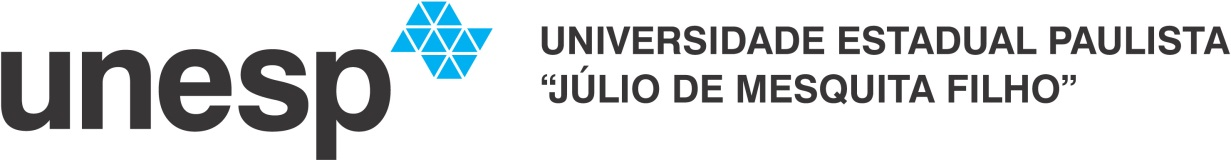 unesp
UNIVERSIDADE ESTADUAL PAULISTA
“JÚLIO DE MESQUITA FILHO”